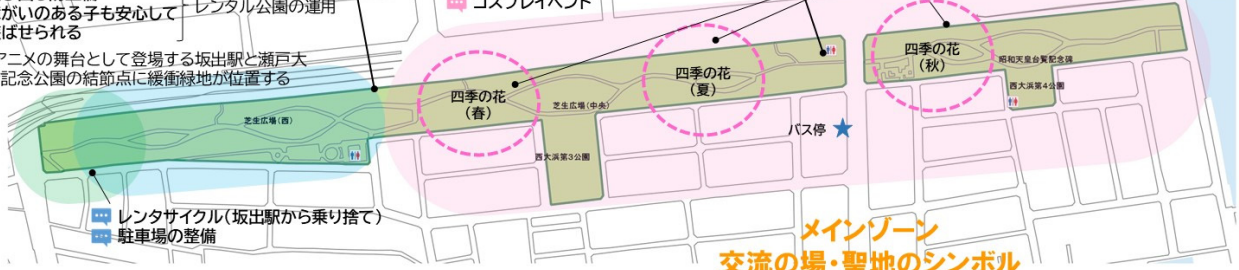 がいのある子も安心して
ばせられる
レンタル公園の運用
コスプレイベント
アニメの舞台として登場する坂出駅と瀬戸大
記念公園の結節点に緩衝緑地が位置する
四季の花
(春)
四季の花
(夏)
四季の花
(秋)
昭和天皇台覧記念碑
西大浜第4公園
芝生広場(西)
芝生広場(中央)
バス停
西大浜第3公園
レンタサイクル(坂出駅から乗り捨て)
駐車場の整備
メインゾーン
交流の場・聖地のシンボル